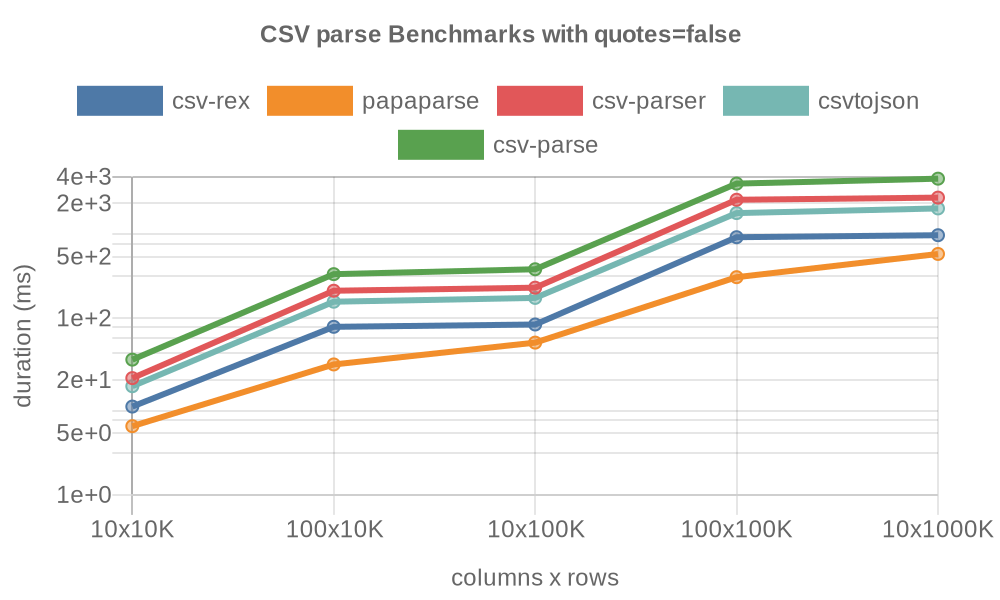 CSV parse Benchmarks with quotes=false
csv-rex papaparse csv-parser csvtojson
csv-parse
4e+3
2e+3
5e+2
1e+2
2e+1
5e+0
1e+0
duration (ms)
10x10K 100x10K 10x100K 100x100K 10x1000K
columns x rows